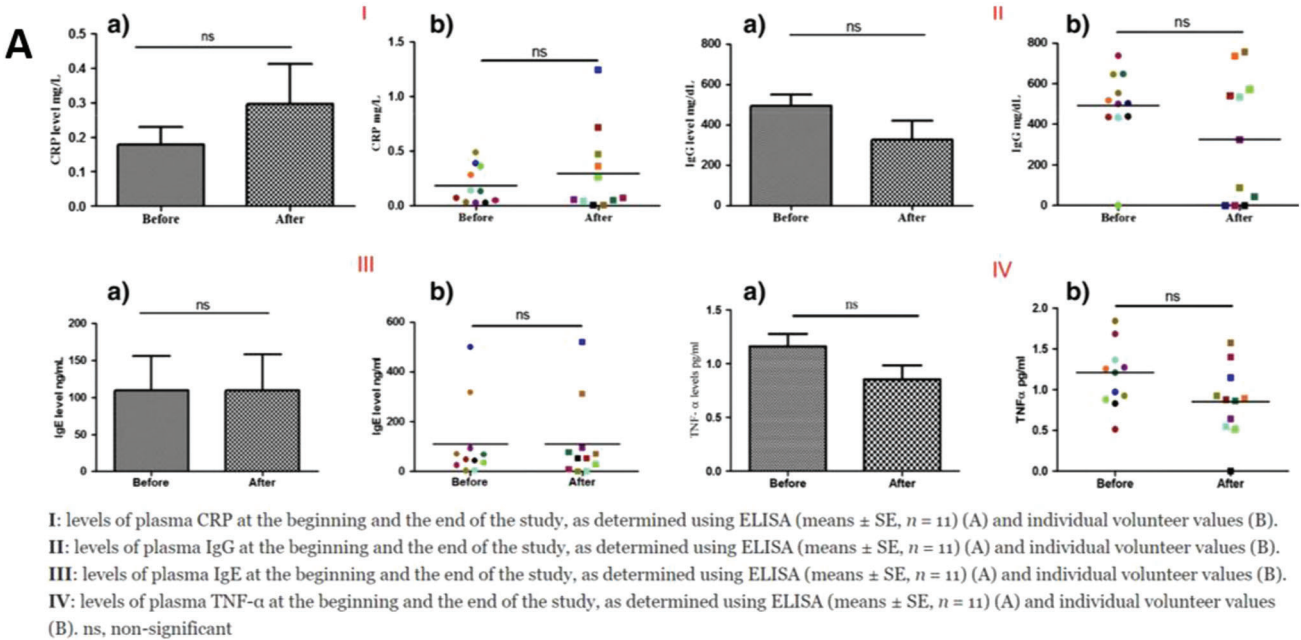 A
I
II
a)
ns
CRP level mg/L
0.5
0.4
0.3
0.2
0.1
0.0
Before
After
b)
ns
CRP mg/L
1.5
1.0
0.5
0.0
Before
After
a)
ns
IgG level mg/dL
800
600
400
200
0
Before
After
b)
ns
IgG mg/dL
800
600
400
200
0
Before
After
III
IV
a)
ns
IgE level ng/mL
200
150
100
50
0
Before
After
b)
ns
IgE level ng/ml
600
400
200
0
Before
After
a)
ns
TNF- α levels pg/ml
1.5
1.0
0.5
0.0
Before
After
b)
ns
TNFα pg/ml
2.0
1.5
1.0
0.5
0.0
Before
After
I: levels of plasma CRP at the beginning and the end of the study, as determined using ELISA (means ± SE, n = 11) (A) and individual volunteer values (B).
II: levels of plasma IgG at the beginning and the end of the study, as determined using ELISA (means ± SE, n = 11) (A) and individual volunteer values (B).
III: levels of plasma IgE at the beginning and the end of the study, as determined using ELISA (means ± SE, n = 11) (A) and individual volunteer values (B).
IV: levels of plasma TNF-α at the beginning and the end of the study, as determined using ELISA (means ± SE, n = 11) (A) and individual volunteer values
(B). ns, non-significant